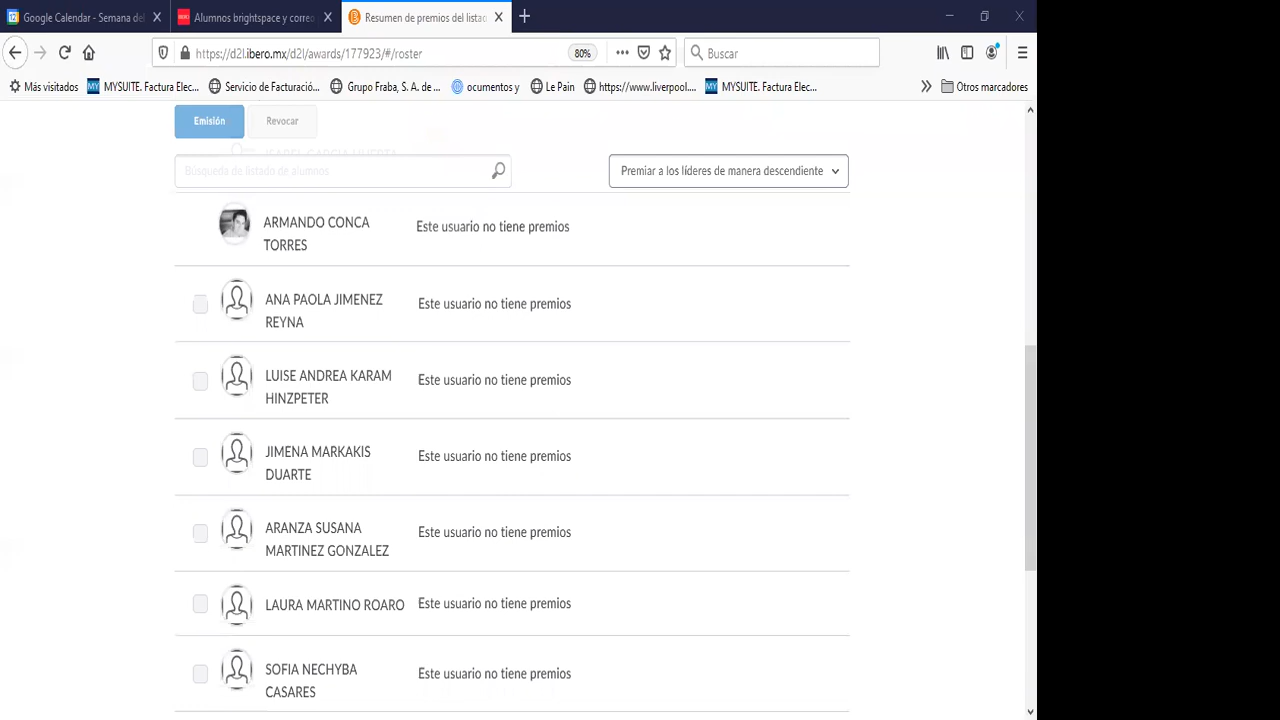 Google Calendar - Semana del
Alumnos brightspace y correo
Resumen de premios del listad
https://d2l.ibero.mx/d2l/awards/177923/#/roster
80%
Buscar
Más visitados
MYSUITE. Factura Elec...
Servicio de Facturació...
Grupo Fraba, S. A. de ...
ocumentos y
Le Pain
https://www.liverpool....
MYSUITE. Factura Elec...
Otros marcadores
Emisión
Revocar
KAREL GARCIA HUERTA
Búsqueda de listado de alumnos
Premiar a los líderes de manera descendiente
ARMANDO CONCA
TORRES
Este usuario no tiene premios
ANA PAOLA JIMENEZ
REYNA
Este usuario no tiene premios
LUISE ANDREA KARAM
HINZPETER
Este usuario no tiene premios
JIMENA MARKAKIS
DUARTE
Este usuario no tiene premios
ARANZA SUSANA
MARTINEZ GONZALEZ
Este usuario no tiene premios
LAURA MARTINO ROARO
Este usuario no tiene premios
SOFIA NECHYBA
CASARES
Este usuario no tiene premios